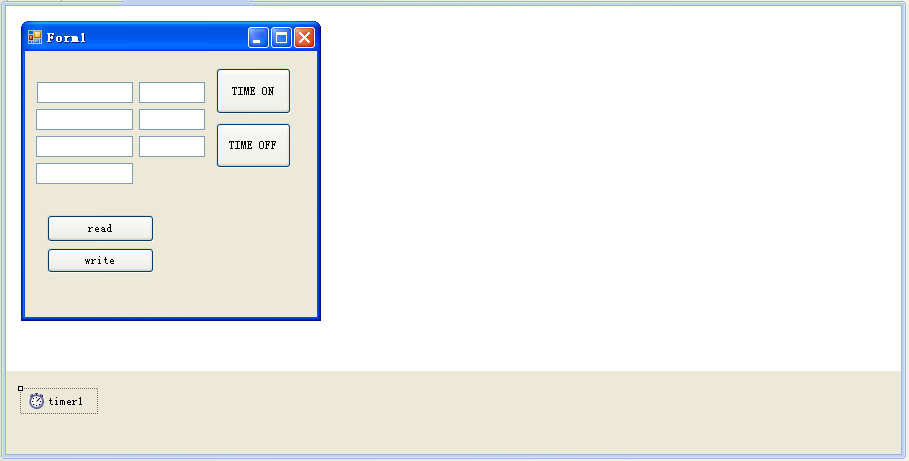 Form1
TIME ON
TIME OFF
read
write
timer1